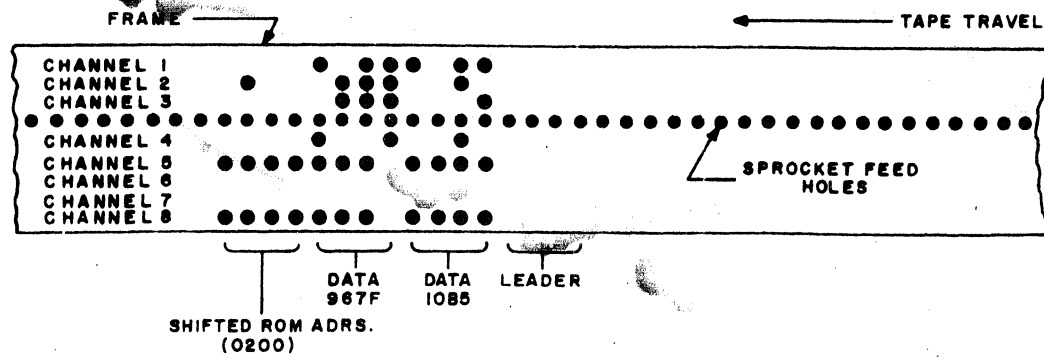 FRAME
TAPE TRAVEL
CHANNEL 1
CHANNEL 2
CHANNEL 3
CHANNEL 4
CHANNEL 5
CHANNEL 6
CHANNEL 7
CHANNEL 8
SPROCKET FEED
HOLES
DATA
967F
DATA
10B5
LEADER
SHIFTED ROM ADRS.
(0200)